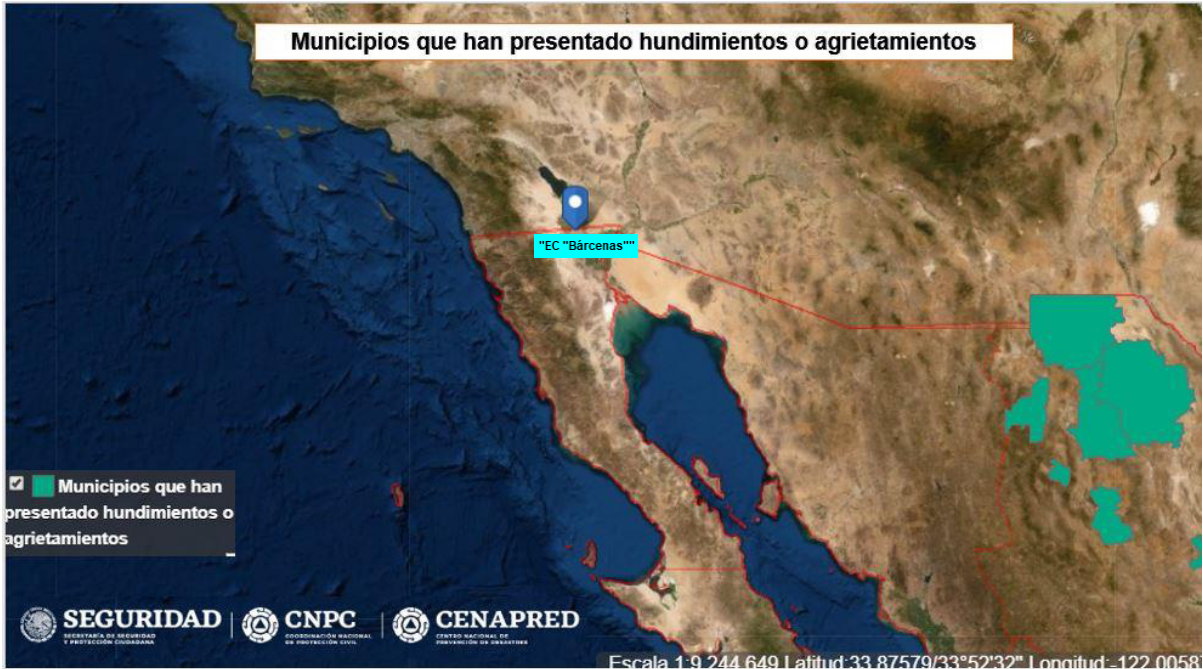 Municipios que han presentado hundimientos o agrietamientos
"EC "Bárcenas""
Municipios que han
presentado hundimientos o
agrietamientos
SEGURIDAD
SECRETARÍA DE SEGURIDAD
Y PROTECCIÓN CIUDADANA
CNPC
COORDINACIÓN NACIONAL
DE PROTECCIÓN CIVIL
CENAPRED
CENTRO NACIONAL DE
PREVENCIÓN DE DESASTRES
Escala 1:9,244,649 | Latitud:33.87579/33°52'32" Longitud:-122.0058